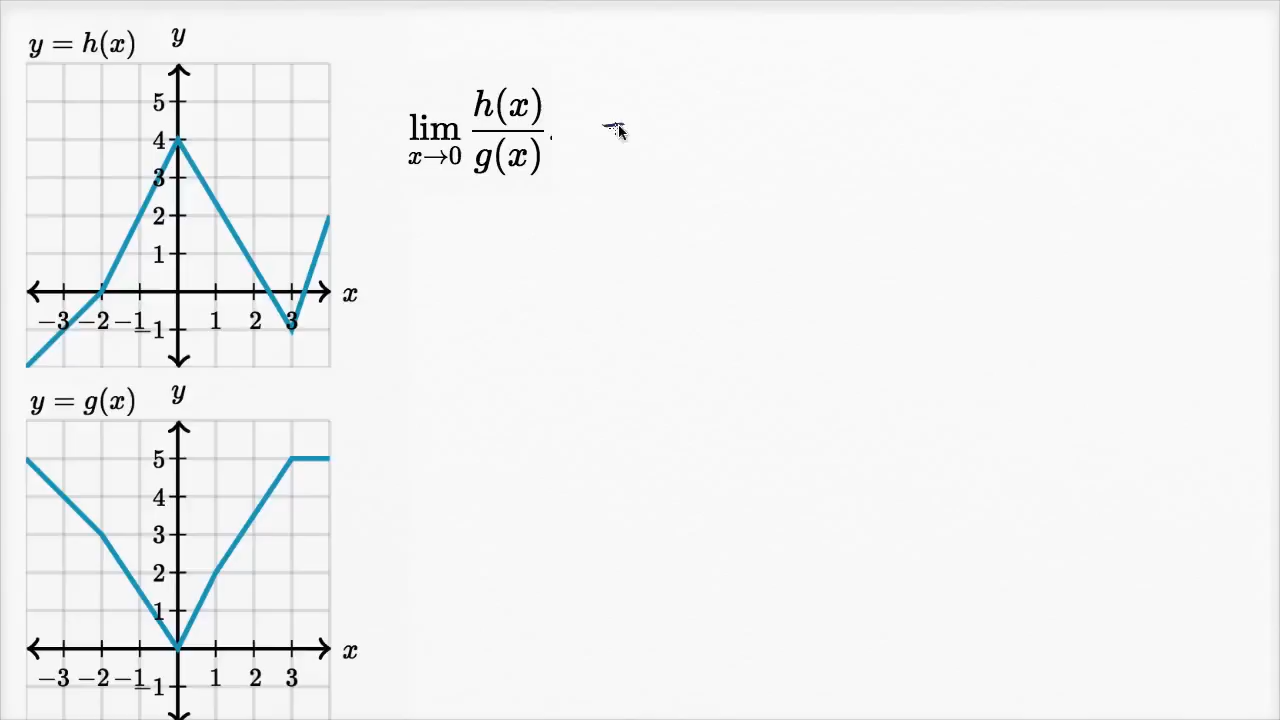 y = h(x)
y
5
4
3
2
1
x
−3 −2 −1 1 2 3
−1
lim x→0 h(x)/g(x).
y = g(x)
y
5
4
3
2
1
x
−3 −2 −1 1 2 3
−1